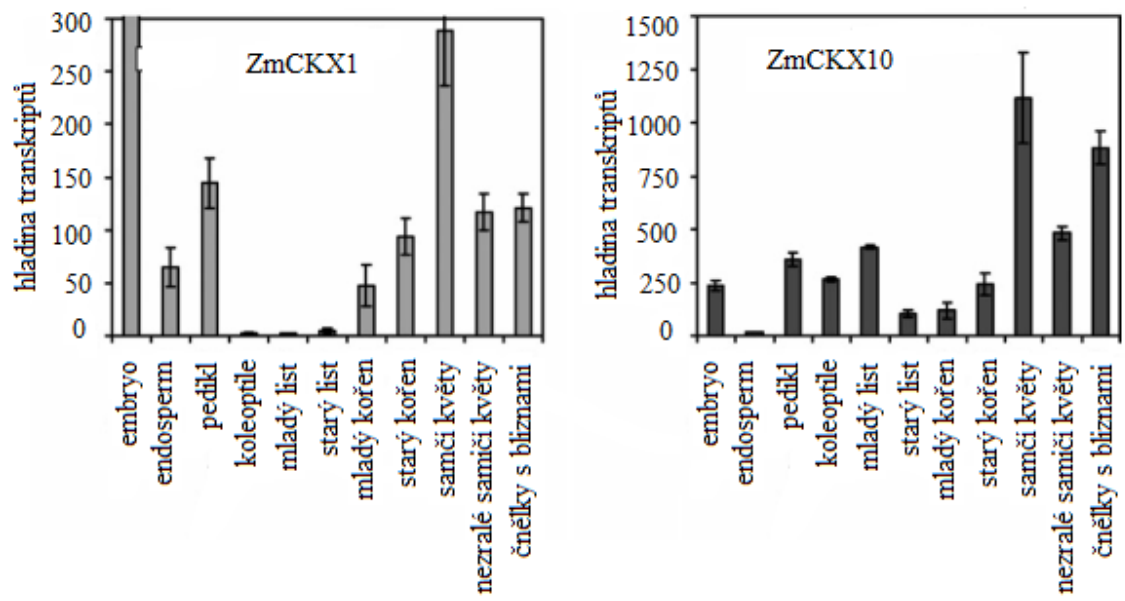 ZmCKX1
hladina transkriptů
300
250
200
150
100
50
0
embryo
endosperm
pedikl
koleoptile
mladý list
starý list
mladý kořen
starý kořen
samčí květy
nezralé samičí květy
čnělky s bliznami
ZmCKX10
hladina transkriptů
1500
1250
1000
750
500
250
0
embryo
endosperm
pedikl
koleoptile
mladý list
starý list
mladý kořen
starý kořen
samčí květy
nezralé samiči květy
čnělky s bliznami